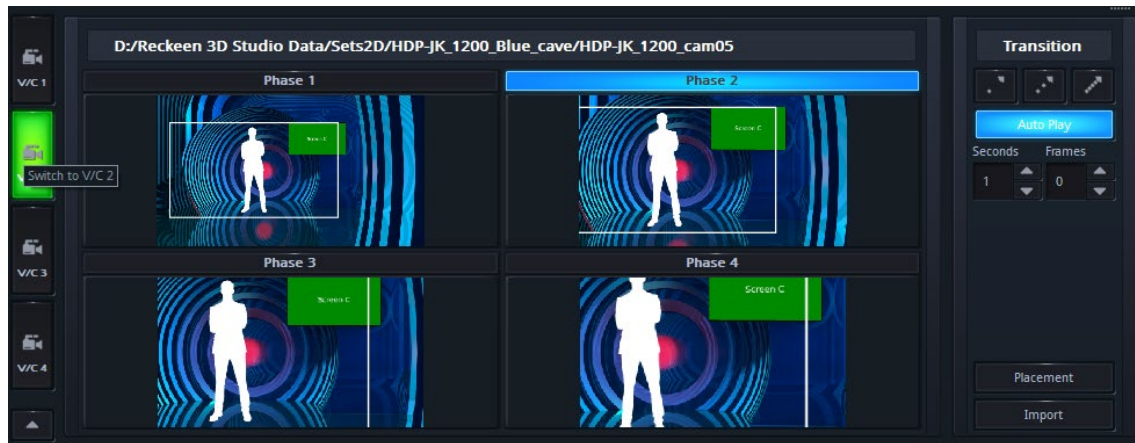 D:/Reckeen 3D Studio Data/Sets2D/HDP-JK_1200_Blue_cave/HDP-JK_1200_cam05
V/C 1
Switch to V/C 2
V/C 3
V/C 4
Phase 1
Screen C
Phase 2
Screen C
Phase 3
Screen C
Phase 4
Screen C
Transition
Auto Play
Seconds Frames
1 0
Placement
Import